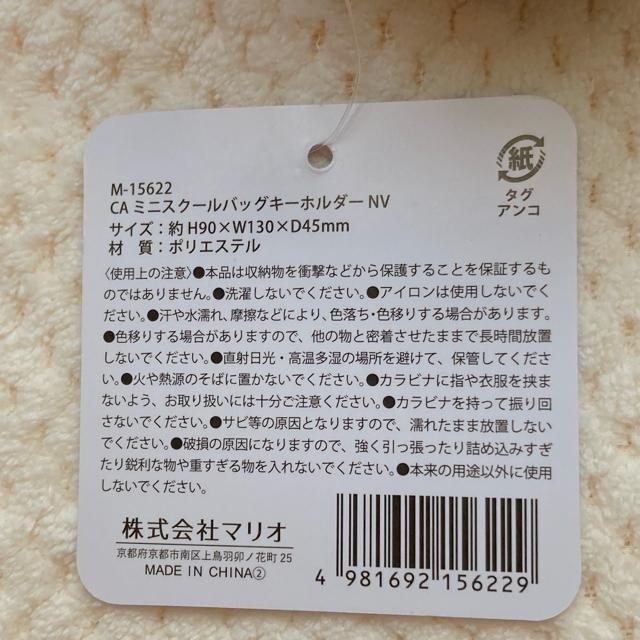 紙
タグ
アンコ
M-15622
CA ミニスクールバッグキーホルダー NV
サイズ：約 H90×W130×D45mm
材　質：ポリエステル
〈使用上の注意〉●本品は収納物を衝撃などから保護することを保証するも
のではありません。●洗濯しないでください。●アイロンは使用しないでく
ださい。●汗や水濡れ、摩擦などにより、色落ち・色移りする場合があります。
●色移りする場合がありますので、他の物と密着させたままで長時間放置
しないでください。●直射日光・高温多湿の場所を避けて、保管してくださ
い。●火や熱源のそばに置かないでください。●カラビナに指や衣服を挟ま
ないよう、お取り扱いには十分ご注意ください。●カラビナを持って振り回
さないでください。●サビ等の原因となりますので、濡れたまま放置しない
でください。●破損の原因になりますので、強く引っ張ったり詰め込みすぎ
たり鋭利な物や重すぎる物を入れないでください。●本来の用途以外に使用
しないでください。
株式会社マリオ
京都府京都市南区上鳥羽卯ノ花町 25
MADE IN CHINA②
4 981692 156229